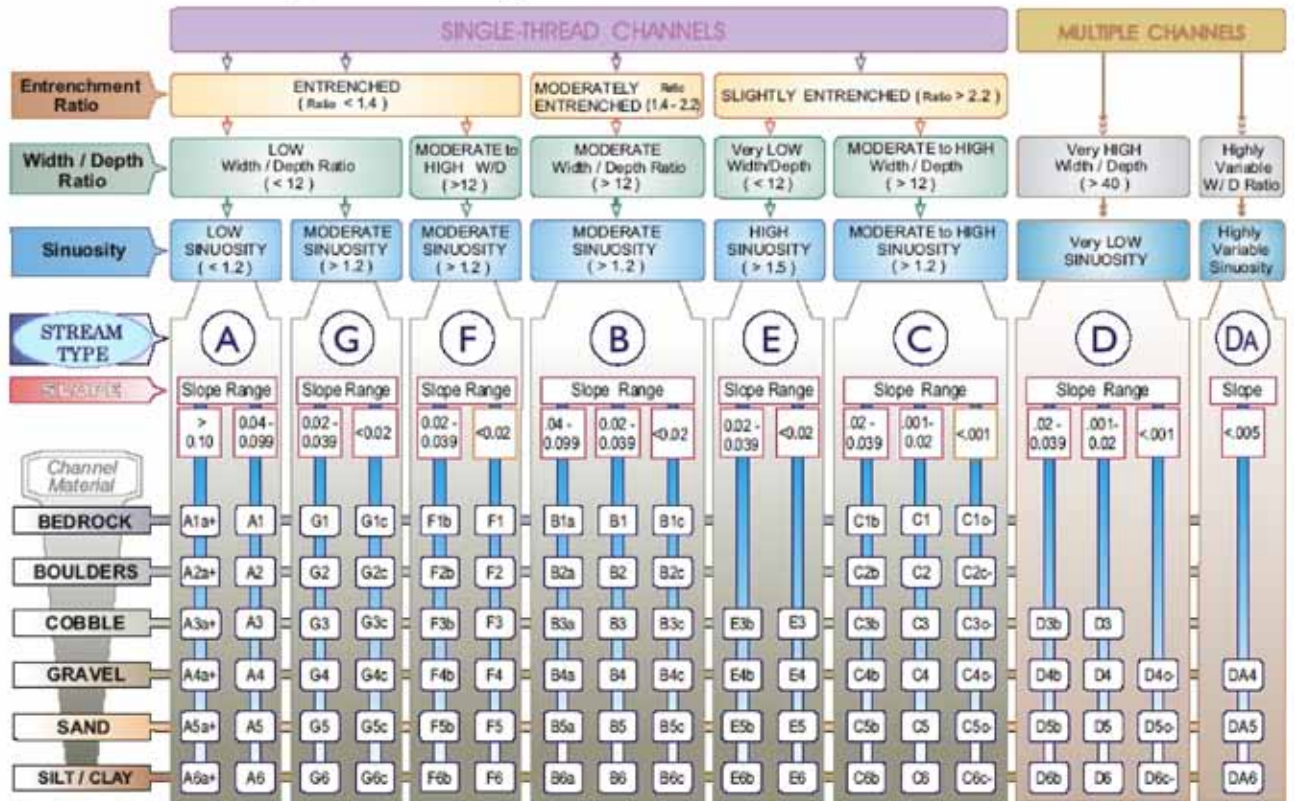 SINGLE-THREAD CHANNELS
MULTIPLE CHANNELS
Entrenchment
Ratio
ENTRENCHED
( Ratio < 1.4 )
MODERATELY Ratio
ENTRENCHED (1.4 - 2.2)
SLIGHTLY ENTRENCHED ( Ratio > 2.2 )
Width / Depth
Ratio
LOW
Width / Depth Ratio
( < 12 )
MODERATE to
HIGH W/D
( >12 )
MODERATE
Width / Depth Ratio
( > 12 )
Very LOW
Width/Depth
( < 12 )
MODERATE to HIGH
Width / Depth
( > 12 )
Very HIGH
Width / Depth
( > 40 )
Highly
Variable
W / D Ratio
Sinuosity
LOW
SINUOSITY
( < 1.2 )
MODERATE
SINUOSITY
( > 1.2 )
MODERATE
SINUOSITY
( > 1.2 )
MODERATE
SINUOSITY
( > 1.2 )
HIGH
SINUOSITY
( > 1.5 )
MODERATE to HIGH
SINUOSITY
( > 1.2 )
Very LOW
SINUOSITY
Highly
Variable
Sinuosity
STREAM
TYPE
A G F B E C D DA
SLOPE
Slope Range Slope Range Slope Range Slope Range Slope Range Slope Range Slope Range Slope
> 0.10
0.04 - 0.099
0.02 - 0.039
<0.02
0.02 - 0.039
<0.02
.04 - 0.099
0.02 - 0.039
<0.02
0.02 - 0.039
<0.02
.02 - 0.039
.001- 0.02
<.001
.02 - 0.039
.001- 0.02
<.001
<.005
Channel
Material
BEDROCK A1a+ A1 G1 G1c F1b F1 B1a B1 B1c C1b C1 C1c-
BOULDERS A2a+ A2 G2 G2c F2b F2 B2a B2 B2c C2b C2 C2c-
COBBLE A3a+ A3 G3 G3c F3b F3 B3a B3 B3c E3b E3 C3b C3 C3c- D3b D3
GRAVEL A4a+ A4 G4 G4c F4b F4 B4a B4 B4c E4b E4 C4b C4 C4c- D4b D4 D4c- DA4
SAND A5a+ A5 G5 G5c F5b F5 B5a B5 B5c E5b E5 C5b C5 C5c- D5b D5 D5c- DA5
SILT / CLAY A6a+ A6 G6 G6c F6b F6 B6a B6 B6c E6b E6 C6b C6 C6c- D6b D6 D6c- DA6